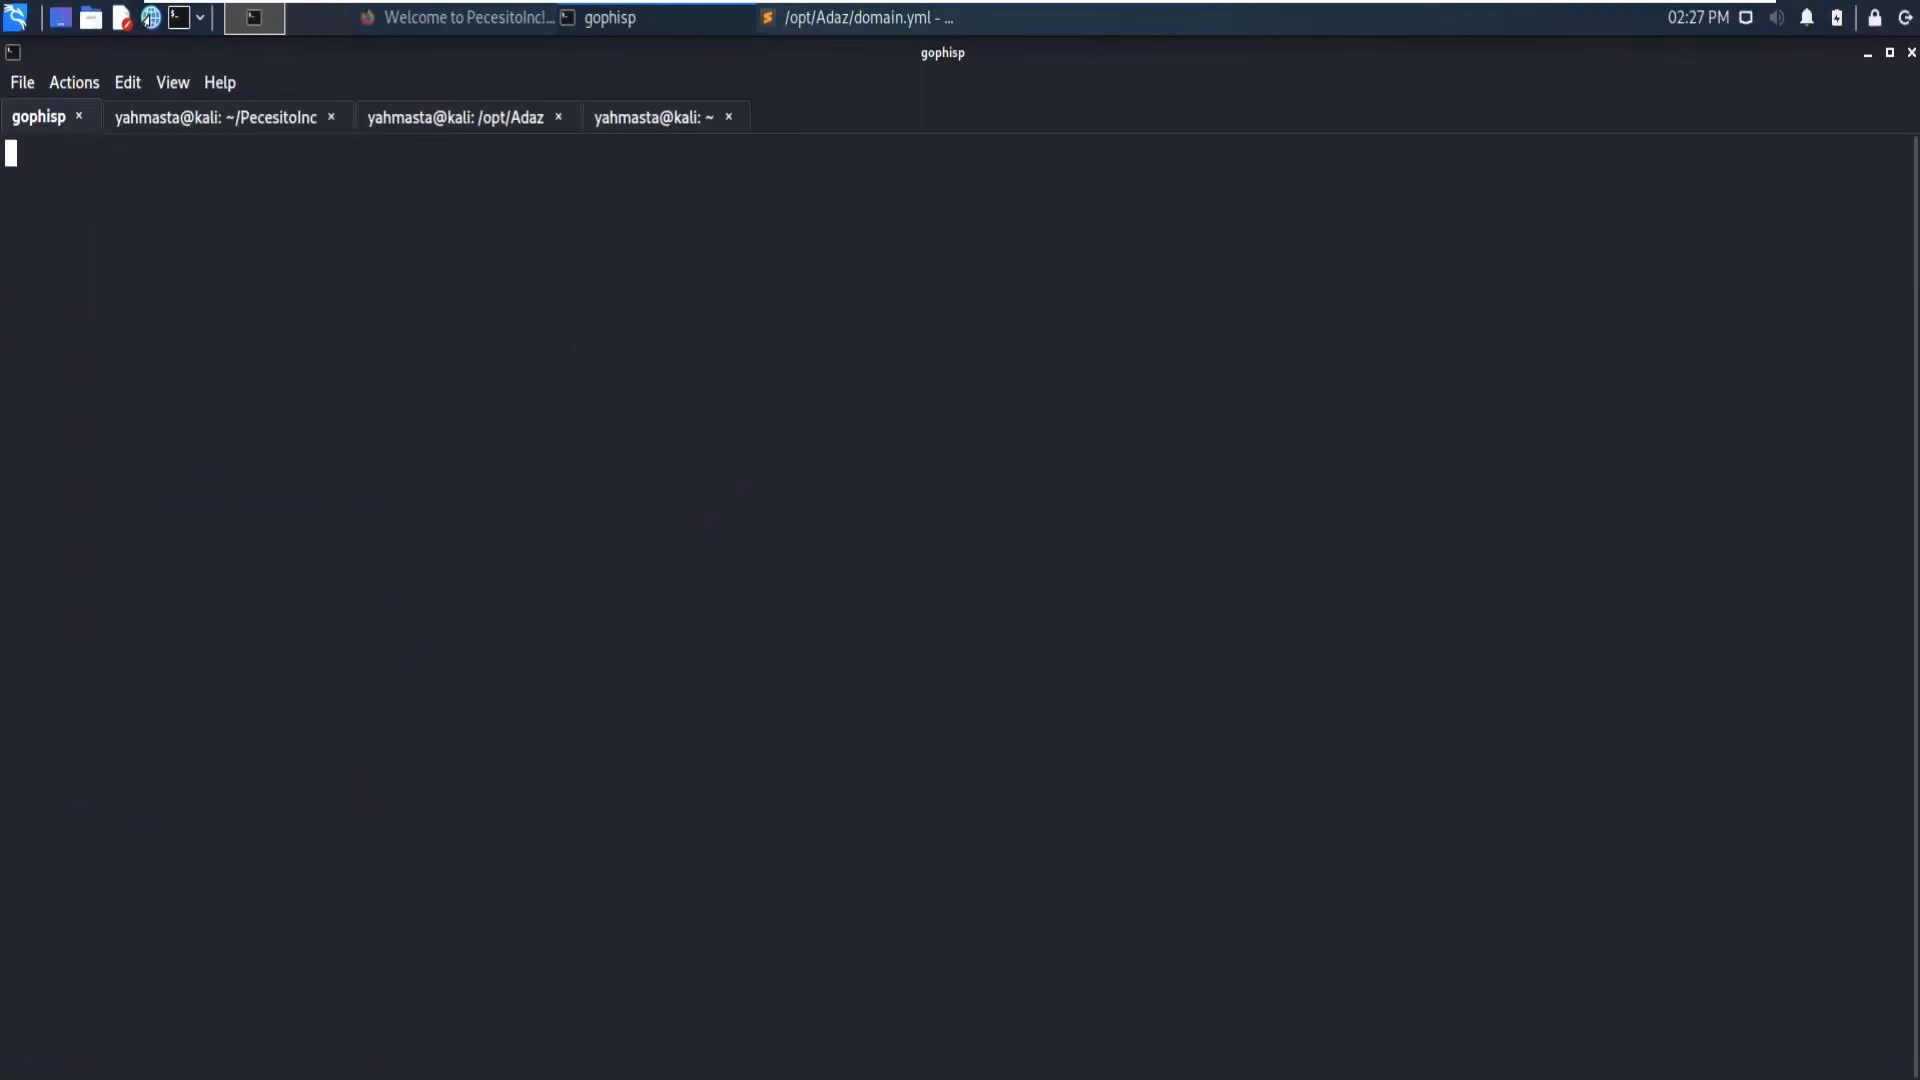 Welcome to PecesitoInc!...
gophisp
/opt/Adaz/domain.yml - ...
02:27 PM
gophisp
File Actions Edit View Help
gophisp
yahmasta@kali: ~/PecesitoInc
yahmasta@kali: /opt/Adaz
yahmasta@kali: ~